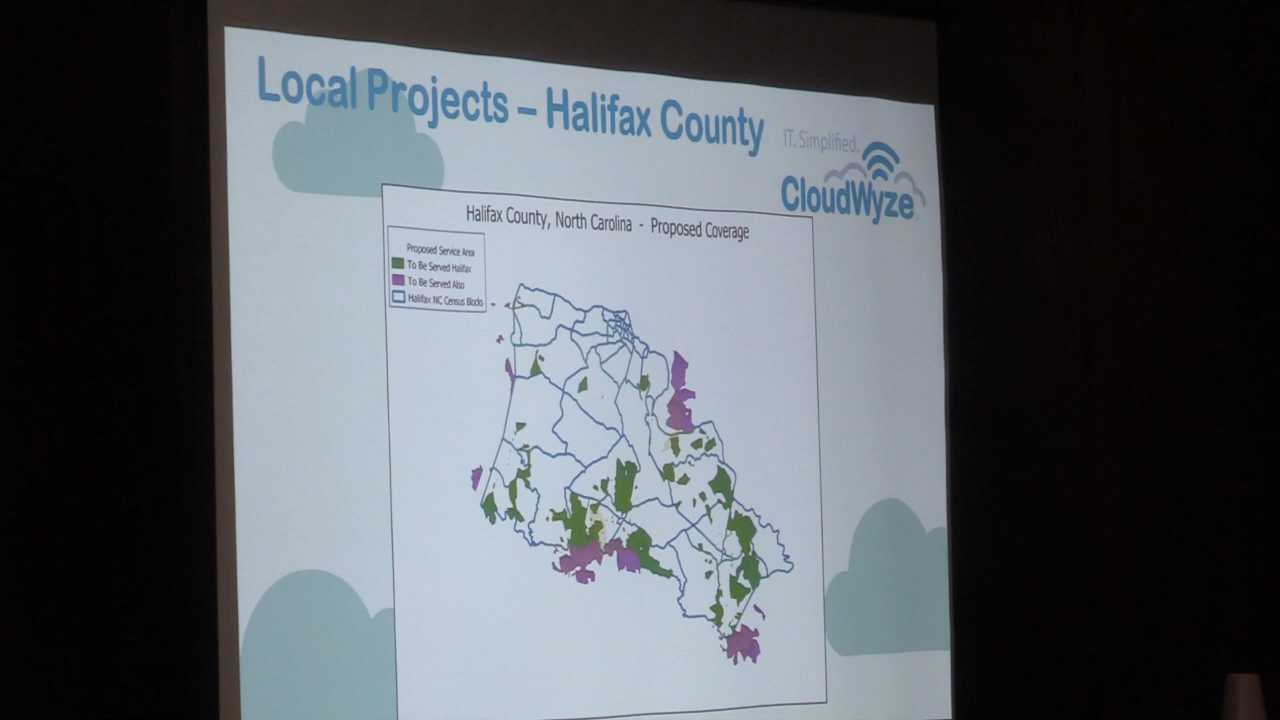 Local Projects – Halifax County
IT. Simplified.
CloudWyze
Halifax County, North Carolina - Proposed Coverage
Proposed Service Area
To Be Served Halifax
To Be Served Also
Halifax NC Census Blocks